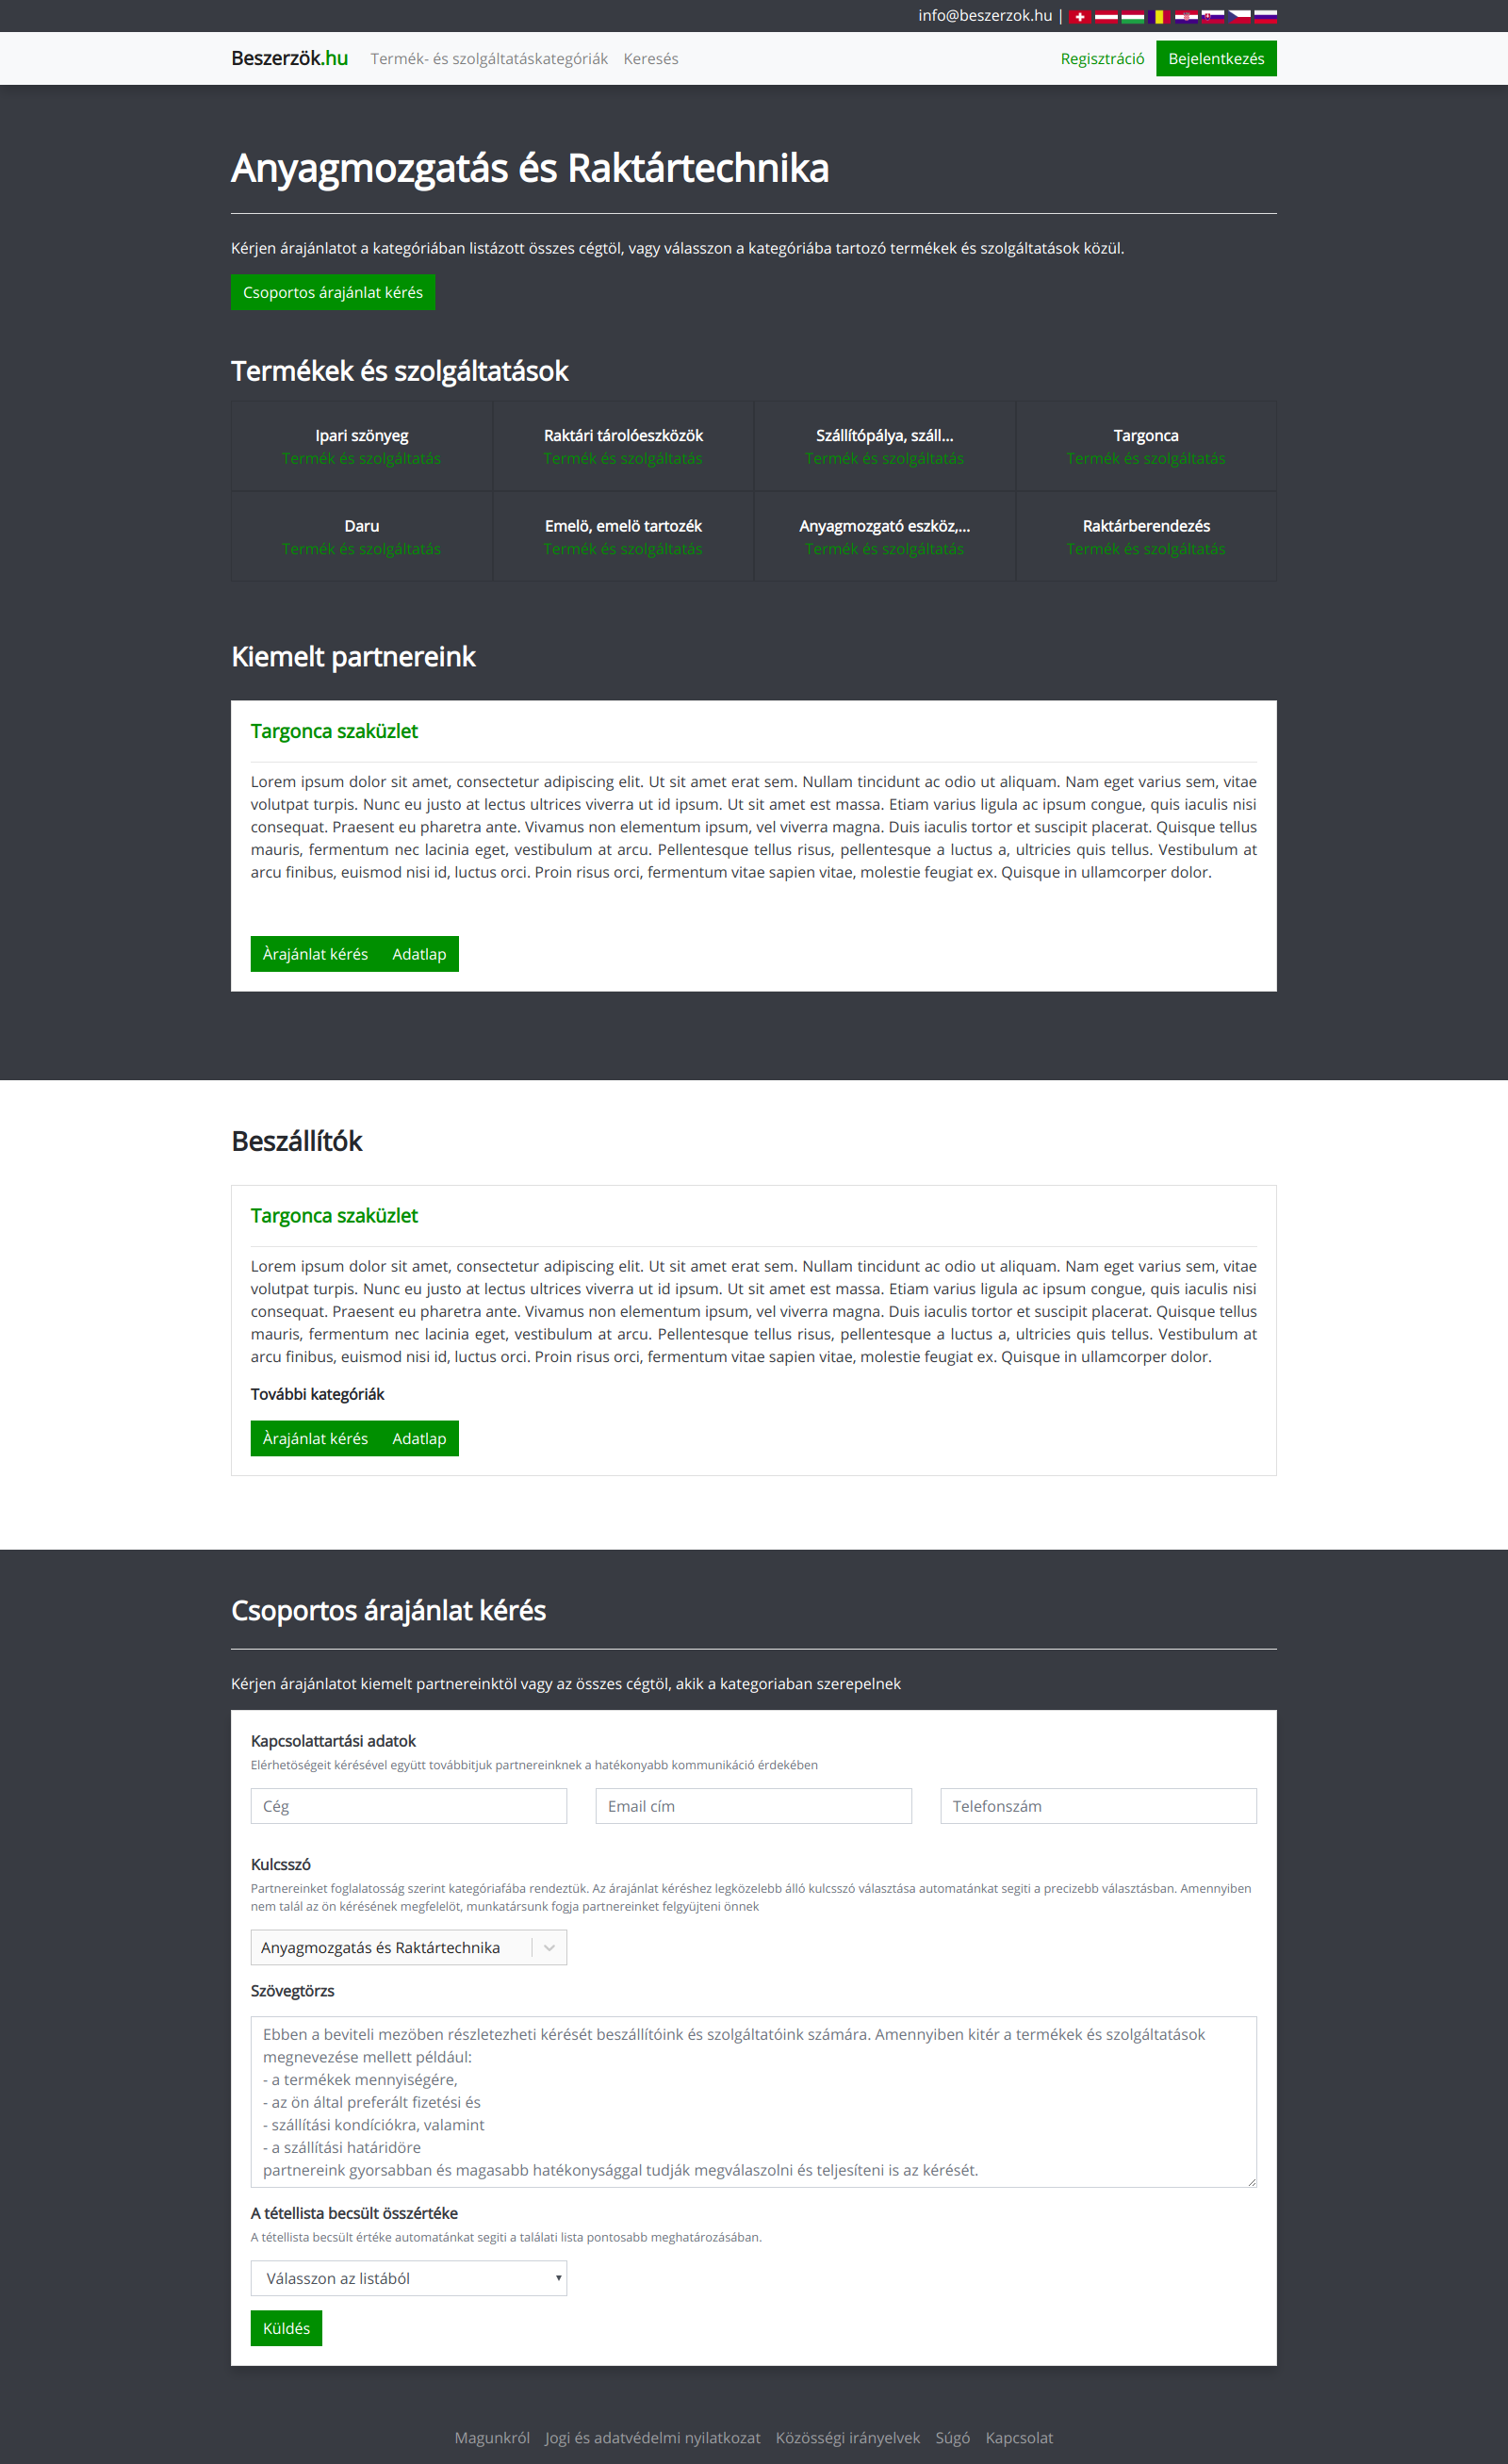 info@beszerzok.hu |
Beszerzök.hu Termék- és szolgáltatáskategóriák Keresés Regisztráció Bejelentkezés
Anyagmozgatás és Raktártechnika
Kérjen árajánlatot a kategóriában listázott összes cégtöl, vagy válasszon a kategóriába tartozó termékek és szolgáltatások közül.
Csoportos árajánlat kérés
Termékek és szolgáltatások
Ipari szönyeg Raktári tárolóeszközök Szállítópálya, száll... Targonca
Termék és szolgáltatás Termék és szolgáltatás Termék és szolgáltatás Termék és szolgáltatás
Daru Emelö, emelö tartozék Anyagmozgató eszköz,... Raktárberendezés
Termék és szolgáltatás Termék és szolgáltatás Termék és szolgáltatás Termék és szolgáltatás
Kiemelt partnereink
Targonca szaküzlet
Lorem ipsum dolor sit amet, consectetur adipiscing elit. Ut sit amet erat sem. Nullam tincidunt ac odio ut aliquam. Nam eget varius sem, vitae
volutpat turpis. Nunc eu justo at lectus ultrices viverra ut id ipsum. Ut sit amet est massa. Etiam varius ligula ac ipsum congue, quis iaculis nisi
consequat. Praesent eu pharetra ante. Vivamus non elementum ipsum, vel viverra magna. Duis iaculis tortor et suscipit placerat. Quisque tellus
mauris, fermentum nec lacinia eget, vestibulum at arcu. Pellentesque tellus risus, pellentesque a luctus a, ultricies quis tellus. Vestibulum at
arcu finibus, euismod nisi id, luctus orci. Proin risus orci, fermentum vitae sapien vitae, molestie feugiat ex. Quisque in ullamcorper dolor.
Àrajánlat kérés Adatlap
Beszállítók
Targonca szaküzlet
Lorem ipsum dolor sit amet, consectetur adipiscing elit. Ut sit amet erat sem. Nullam tincidunt ac odio ut aliquam. Nam eget varius sem, vitae
volutpat turpis. Nunc eu justo at lectus ultrices viverra ut id ipsum. Ut sit amet est massa. Etiam varius ligula ac ipsum congue, quis iaculis nisi
consequat. Praesent eu pharetra ante. Vivamus non elementum ipsum, vel viverra magna. Duis iaculis tortor et suscipit placerat. Quisque tellus
mauris, fermentum nec lacinia eget, vestibulum at arcu. Pellentesque tellus risus, pellentesque a luctus a, ultricies quis tellus. Vestibulum at
arcu finibus, euismod nisi id, luctus orci. Proin risus orci, fermentum vitae sapien vitae, molestie feugiat ex. Quisque in ullamcorper dolor.
További kategóriák
Àrajánlat kérés Adatlap
Csoportos árajánlat kérés
Kérjen árajánlatot kiemelt partnereinktöl vagy az összes cégtöl, akik a kategoriaban szerepelnek
Kapcsolattartási adatok
Elérhetöségeit kérésével együtt továbbitjuk partnereinknek a hatékonyabb kommunikáció érdekében
Cég Email cím Telefonszám
Kulcsszó
Partnereinket foglalatosság szerint kategóriafába rendeztük. Az árajánlat kéréshez legközelebb álló kulcsszó választása automatánkat segiti a precizebb választásban. Amennyiben
nem talál az ön kérésének megfelelöt, munkatársunk fogja partnereinket felgyüjteni önnek
Anyagmozgatás és Raktártechnika
Szövegtörzs
Ebben a beviteli mezöben részletezheti kérését beszállítóink és szolgáltatóink számára. Amennyiben kitér a termékek és szolgáltatások
megnevezése mellett például:
- a termékek mennyiségére,
- az ön által preferált fizetési és
- szállítási kondíciókra, valamint
- a szállítási határidöre
partnereink gyorsabban és magasabb hatékonysággal tudják megválaszolni és teljesíteni is az kérését.
A tétellista becsült összértéke
A tétellista becsült értéke automatánkat segiti a találati lista pontosabb meghatározásában.
Válasszon az listából
Küldés
Magunkról Jogi és adatvédelmi nyilatkozat Közösségi irányelvek Súgó Kapcsolat